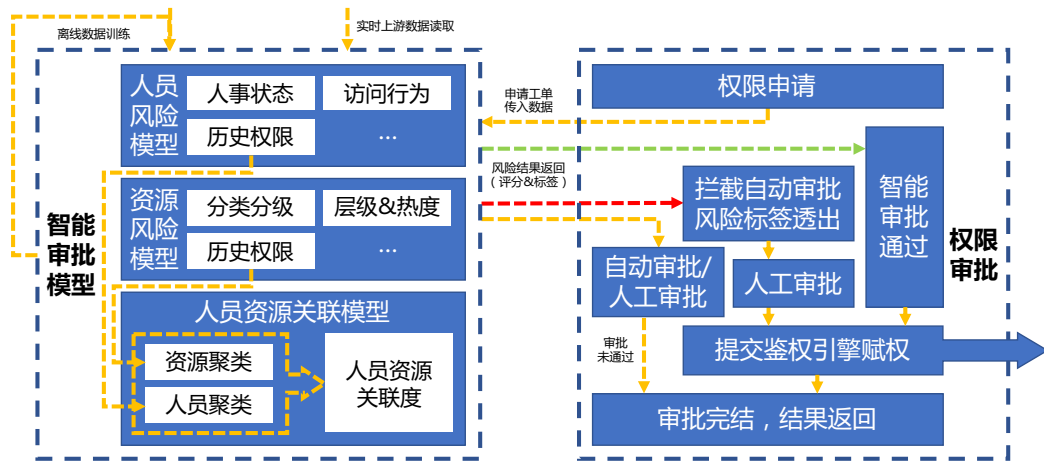 离线数据训练
实时上游数据读取
智能
审批
模型
人员
风险
模型
人事状态
访问行为
历史权限
...
资源
风险
模型
分类分级
层级&热度
历史权限
人员资源关联模型
资源聚类
人员聚类
人员资源
关联度
申请工单
传入数据
风险结果返回
（评分&标签）
权限申请
拦截自动审批
风险标签透出
智能
审批
通过
权限
审批
自动审批/
人工审批
人工审批
审批
未通过
提交鉴权引擎赋权
审批完结，结果返回